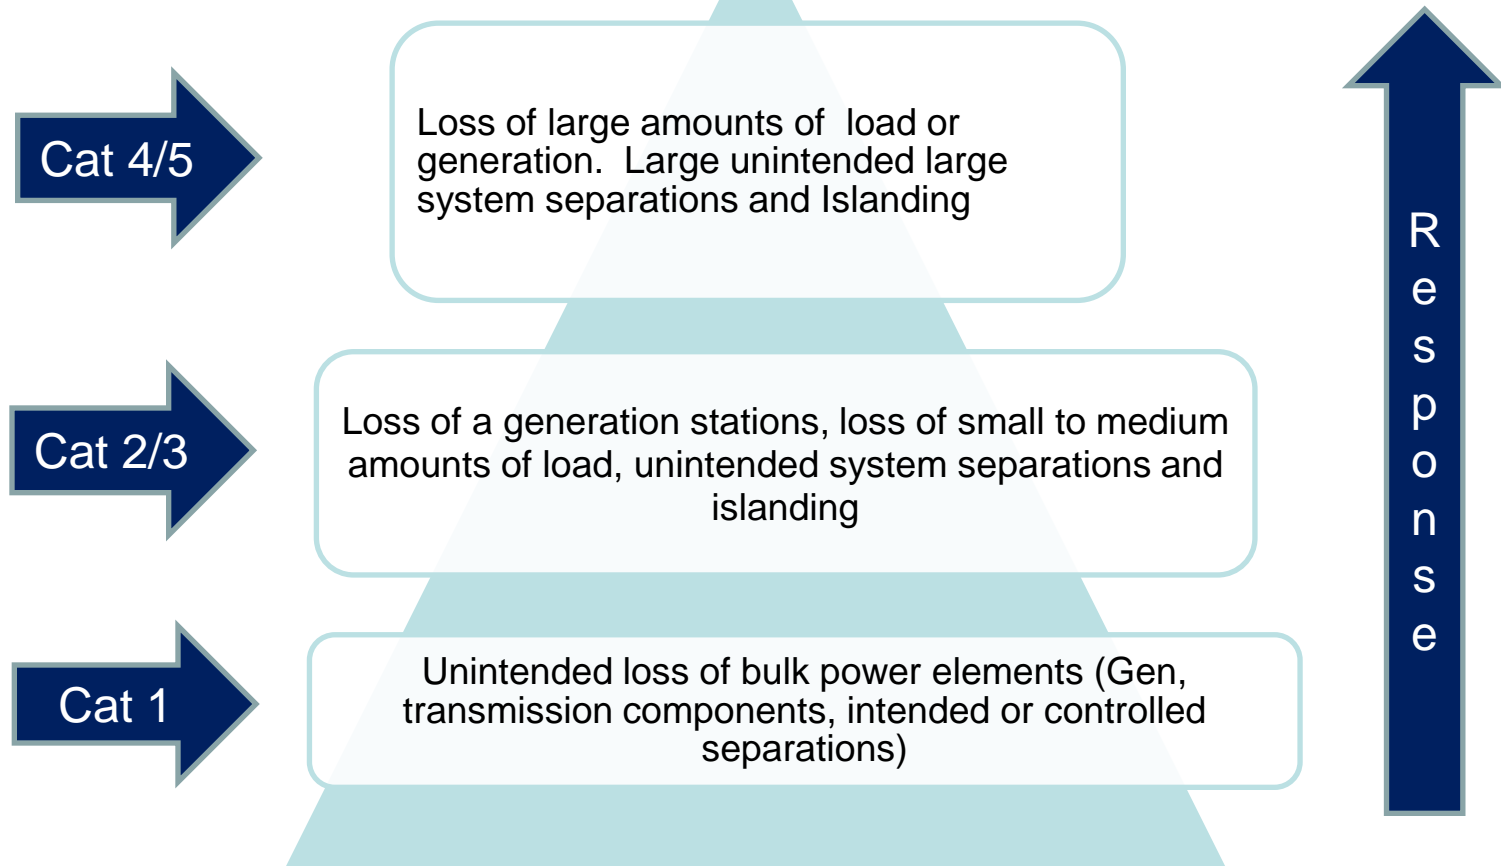 Cat 4/5
Loss of large amounts of  load or
generation.  Large unintended large
system separations and Islanding
Cat 2/3
Loss of a generation stations, loss of small to medium
amounts of load, unintended system separations and
islanding
Cat 1
Unintended loss of bulk power elements (Gen,
transmission components, intended or controlled
separations)
Response